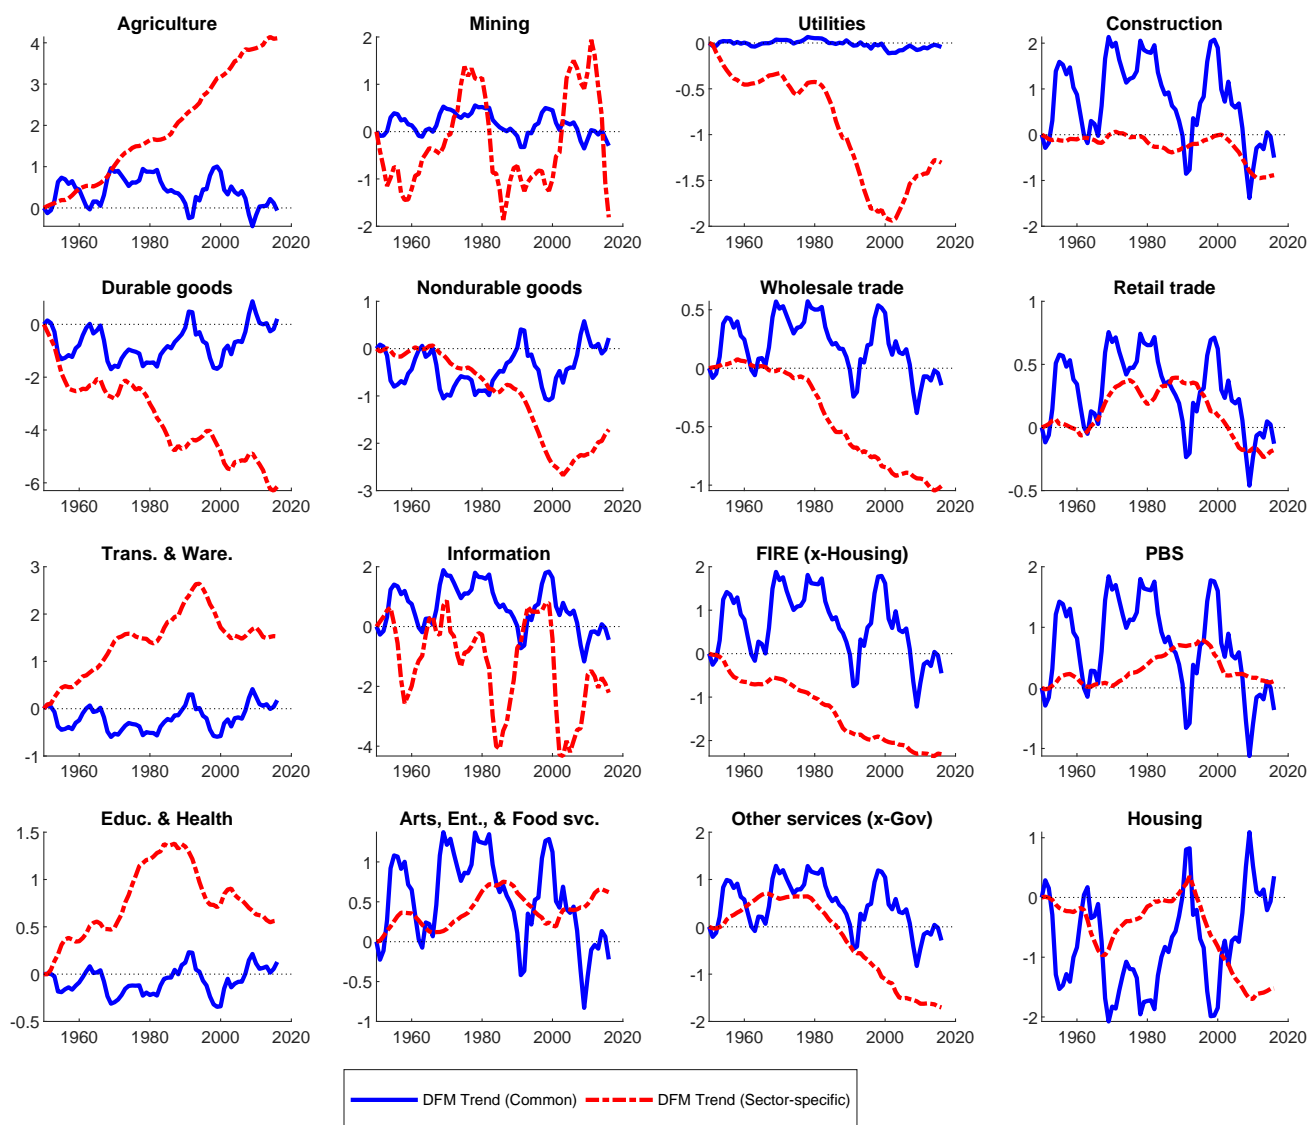 Agriculture
4
3
2
1
0
1960 1980 2000 2020
Mining
2
1
0
-1
-2
1960 1980 2000 2020
Utilities
0
-0.5
-1
-1.5
-2
1960 1980 2000 2020
Construction
2
1
0
-1
-2
1960 1980 2000 2020
Durable goods
0
-2
-4
-6
1960 1980 2000 2020
Nondurable goods
1
0
-1
-2
-3
1960 1980 2000 2020
Wholesale trade
0.5
0
-0.5
-1
1960 1980 2000 2020
Retail trade
1
0.5
0
-0.5
1960 1980 2000 2020
Trans. & Ware.
3
2
1
0
-1
1960 1980 2000 2020
Information
2
0
-2
-4
1960 1980 2000 2020
FIRE (x-Housing)
2
1
0
-1
-2
1960 1980 2000 2020
PBS
2
1
0
-1
1960 1980 2000 2020
Educ. & Health
1.5
1
0.5
0
-0.5
1960 1980 2000 2020
Arts, Ent., & Food svc.
1
0.5
0
-0.5
-1
1960 1980 2000 2020
Other services (x-Gov)
2
1
0
-1
-2
1960 1980 2000 2020
Housing
1
0
-1
-2
1960 1980 2000 2020
DFM Trend (Common) DFM Trend (Sector-specific)